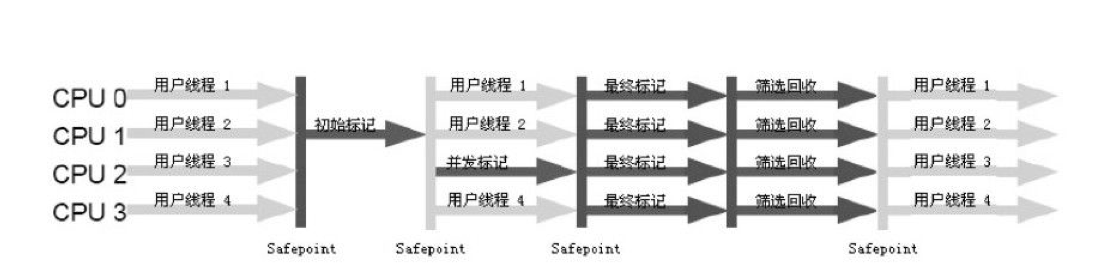 CPU 0 用户线程 1 用户线程 1 最终标记 筛选回收 用户线程 1
CPU 1 用户线程 2 初始标记 用户线程 2 最终标记 筛选回收 用户线程 2
CPU 2 用户线程 3 并发标记 最终标记 筛选回收 用户线程 3
CPU 3 用户线程 4 用户线程 4 最终标记 筛选回收 用户线程 4
Safepoint Safepoint Safepoint Safepoint